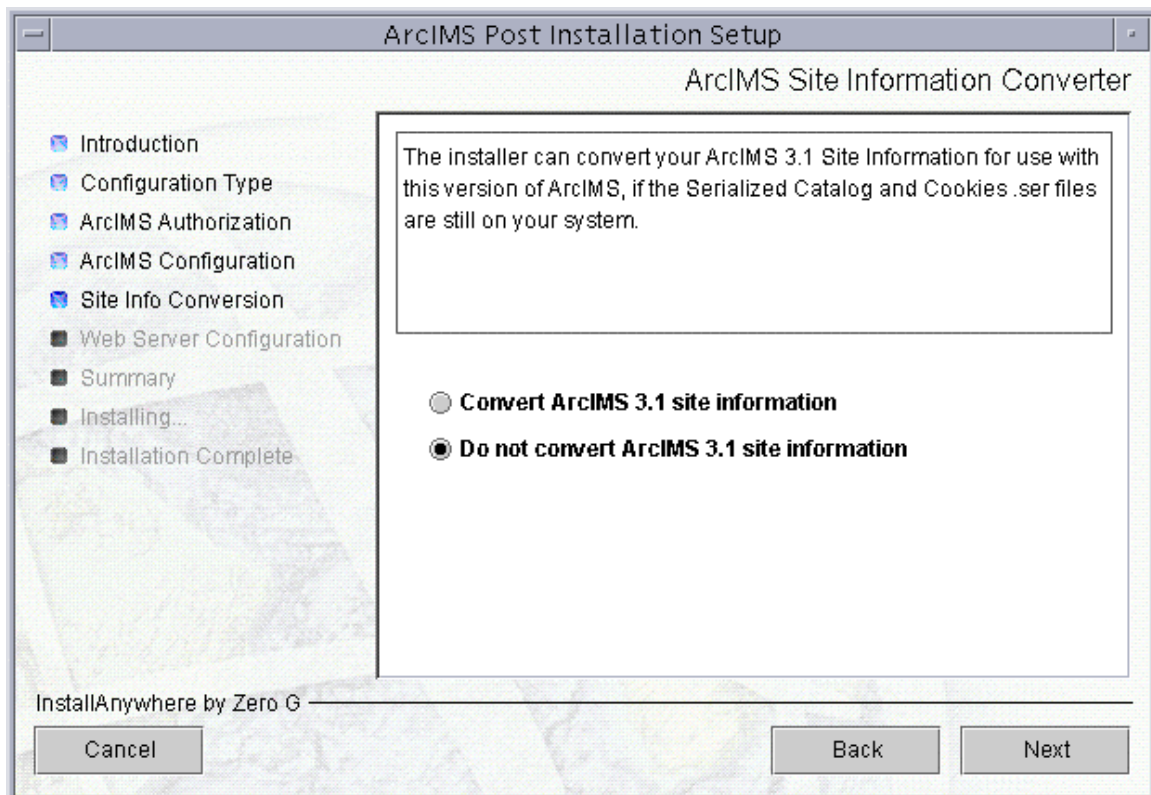 ArcIMS Post Installation Setup
ArcIMS Site Information Converter
Introduction
Configuration Type
ArcIMS Authorization
ArcIMS Configuration
Site Info Conversion
Web Server Configuration
Summary
Installing...
Installation Complete
The installer can convert your ArcIMS 3.1 Site Information for use with
this version of ArcIMS, if the Serialized Catalog and Cookies .ser files
are still on your system.
Convert ArcIMS 3.1 site information
Do not convert ArcIMS 3.1 site information
InstallAnywhere by Zero G
Cancel
Back
Next